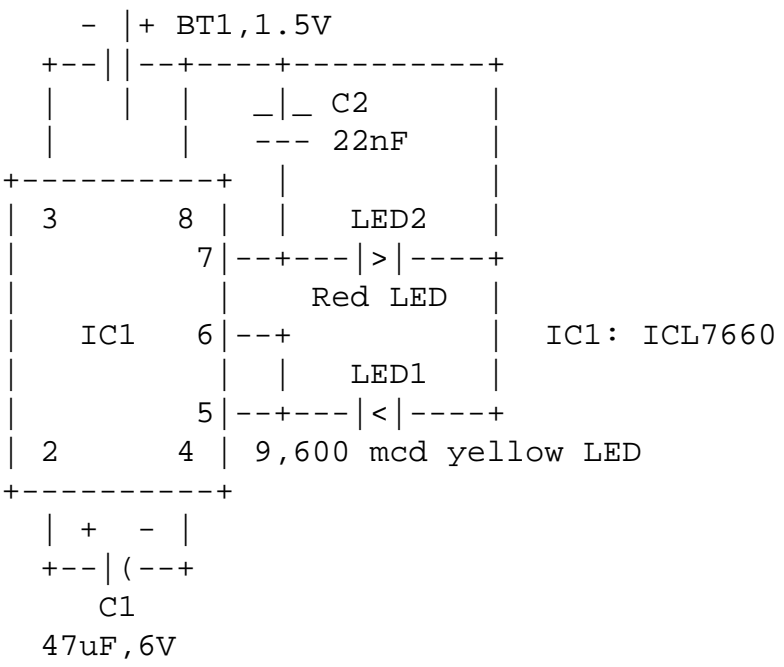 - + BT1,1.5V
C2
22nF
3 8 LED2
7 >
Red LED
IC1 6 IC1: ICL7660
LED1
5 <
2 4 9,600 mcd yellow LED
+ -
C1
47uF,6V